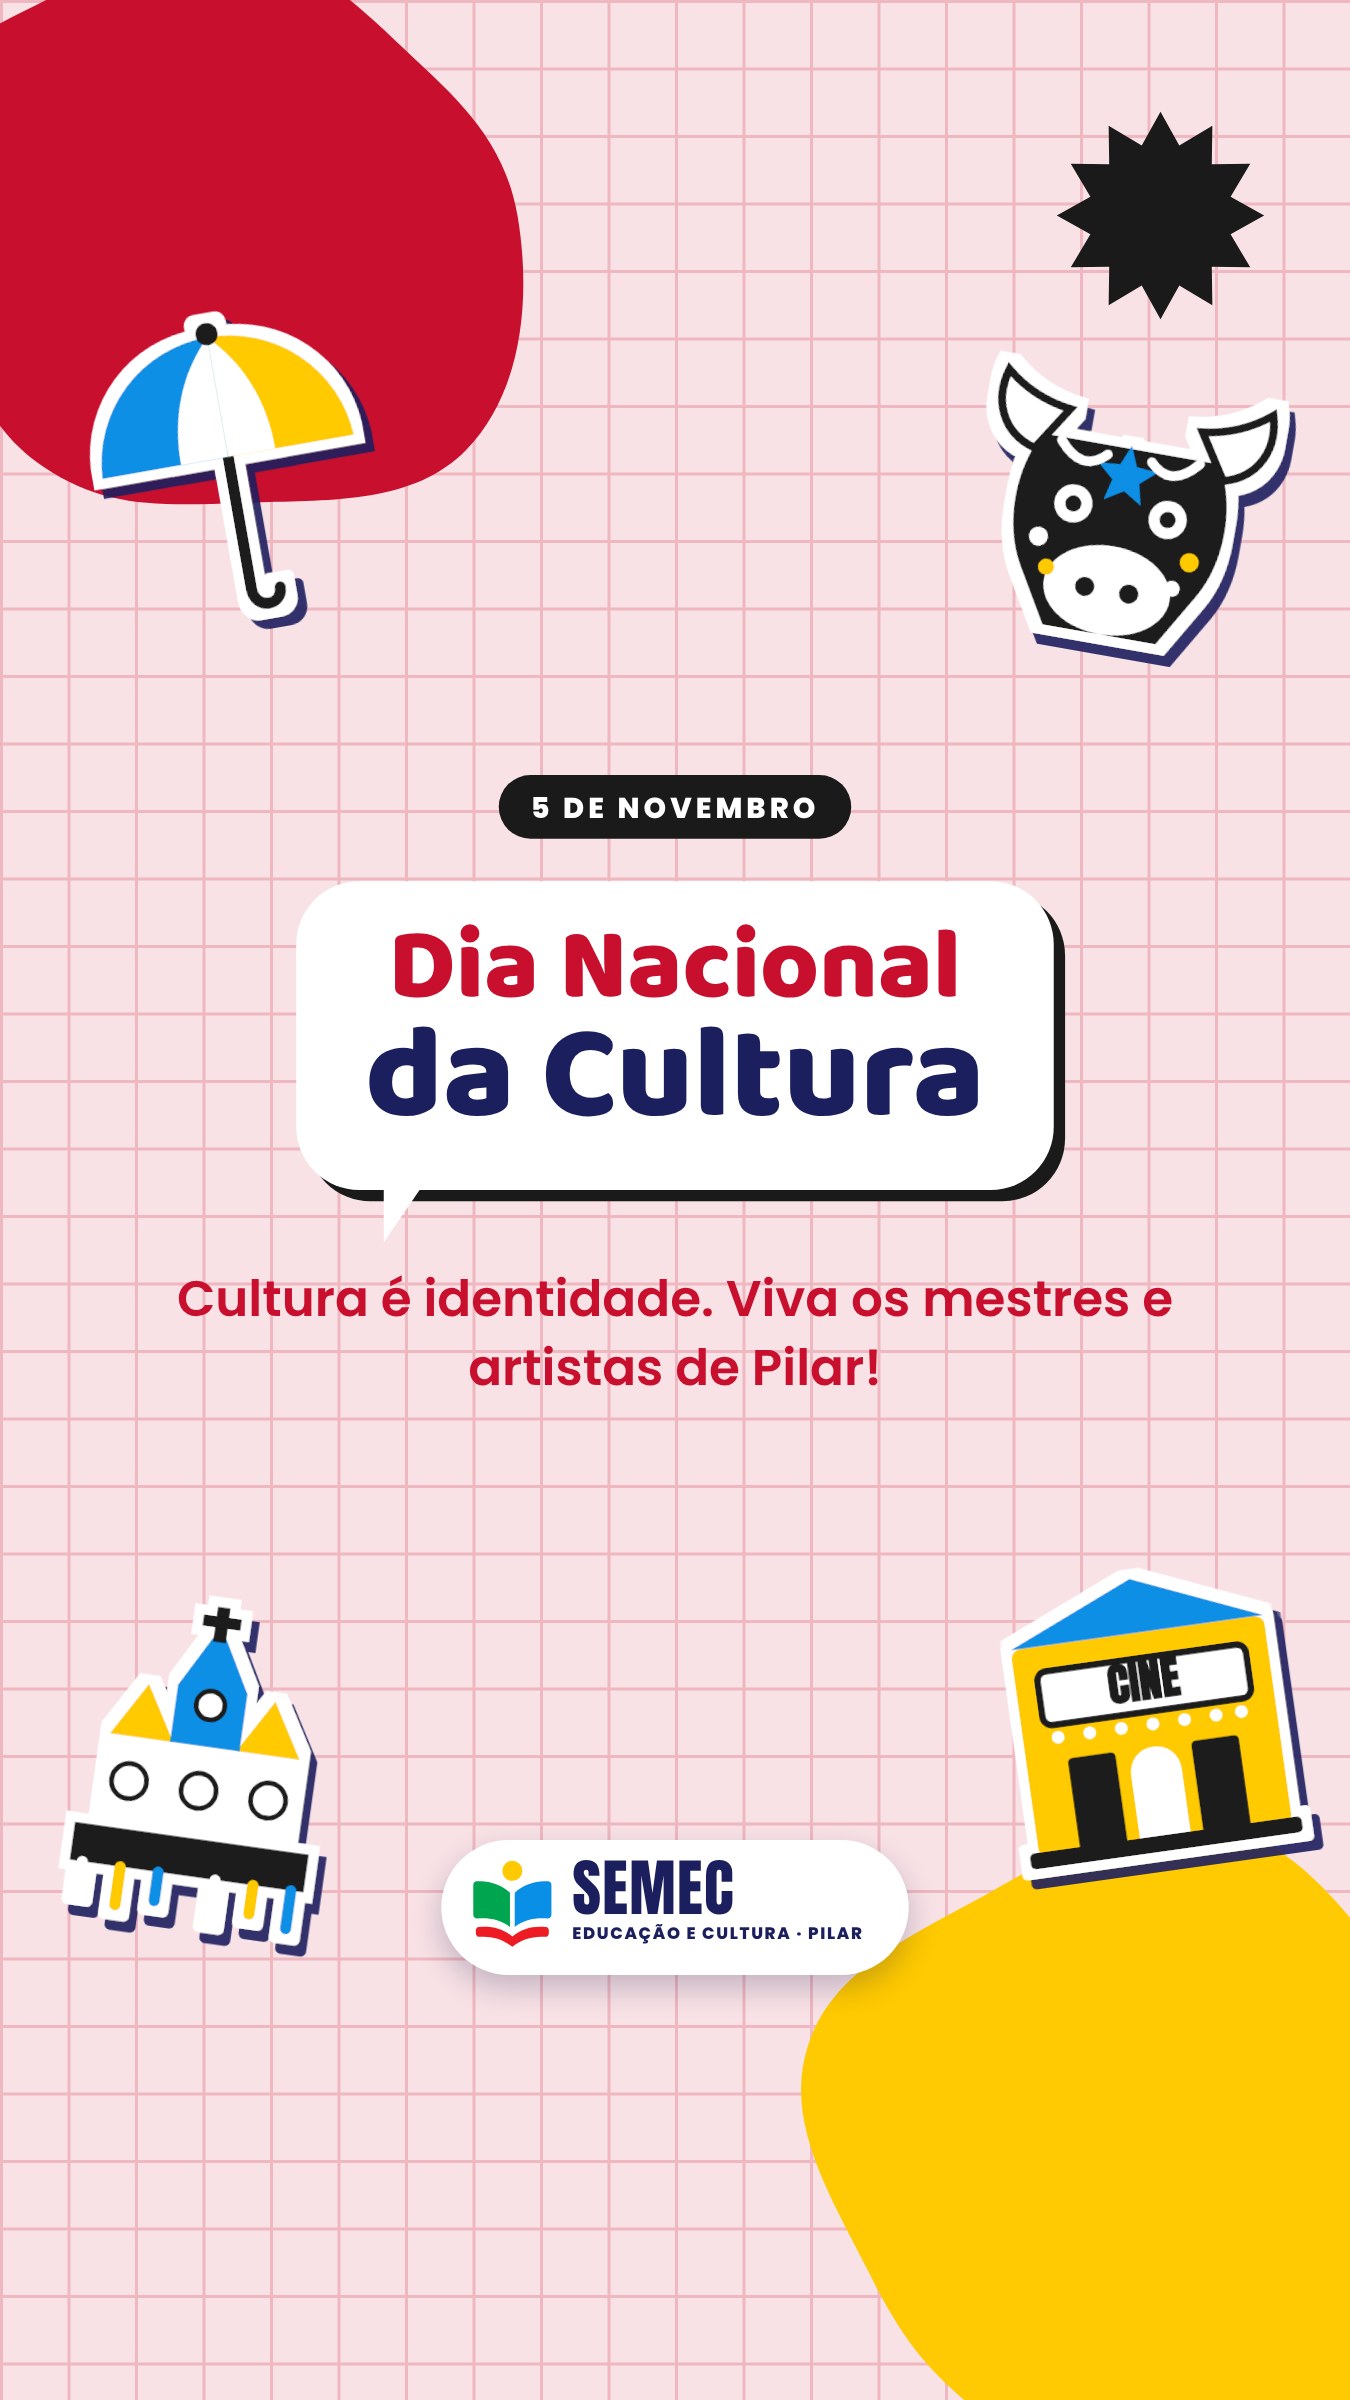 5 DE NOVEMBRO
Dia Nacional
da Cultura
Cultura é identidade. Viva os mestres e
artistas de Pilar!
CINE
SEMEC
EDUCAÇÃO E CULTURA · PILAR